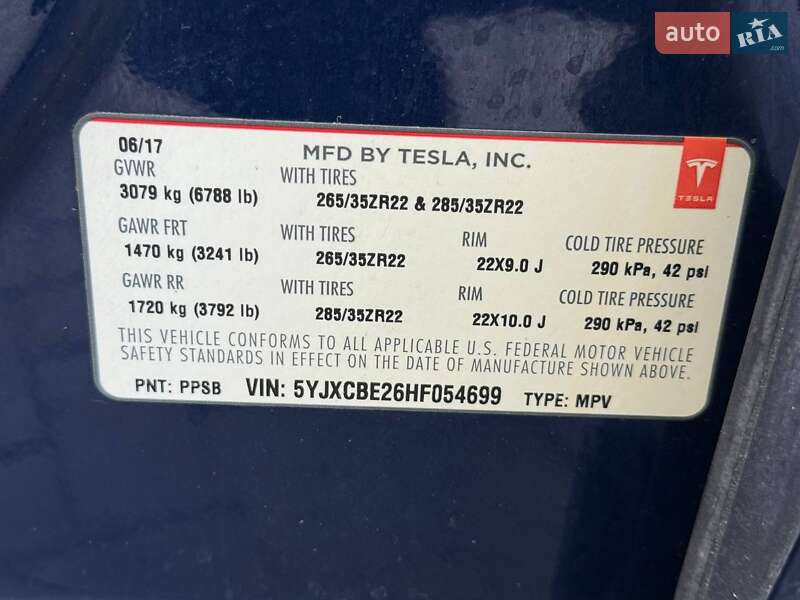 auto RIA.com
06/17
MFD BY TESLA, INC.
TESLA
GVWR
3079 kg (6788 lb)
WITH TIRES
265/35ZR22 & 285/35ZR22
GAWR FRT
1470 kg (3241 lb)
WITH TIRES
265/35ZR22
RIM
22X9.0 J
COLD TIRE PRESSURE
290 kPa, 42 psi
GAWR RR
1720 kg (3792 lb)
WITH TIRES
285/35ZR22
RIM
22X10.0 J
COLD TIRE PRESSURE
290 kPa, 42 psi
THIS VEHICLE CONFORMS TO ALL APPLICABLE U.S. FEDERAL MOTOR VEHICLE
SAFETY STANDARDS IN EFFECT ON THE DATE OF MANUFACTURE SHOWN ABOVE.
PNT: PPSB VIN: 5YJXCBE26HF054699 TYPE: MPV